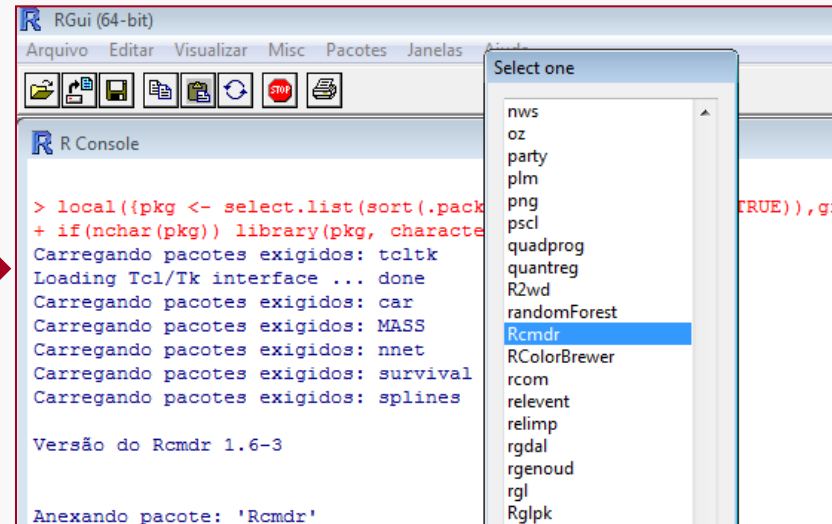 RGui (64-bit)
Arquivo Editar Visualizar Misc Pacotes Janelas
STOP
R Console
> local({pkg <- select.list(sort(.pack
TRUE)),g
+ if(nchar(pkg)) library(pkg, characte
Carregando pacotes exigidos: tcltk
Loading Tcl/Tk interface ... done
Carregando pacotes exigidos: car
Carregando pacotes exigidos: MASS
Carregando pacotes exigidos: nnet
Carregando pacotes exigidos: survival
Carregando pacotes exigidos: splines
Versão do Rcmdr 1.6-3
Anexando pacote: 'Rcmdr'
Select one
nws
oz
party
plm
png
pscl
quadprog
quantreg
R2wd
randomForest
Rcmdr
RColorBrewer
rcom
relevent
relimp
rgdal
rgenoud
rgl
Rglpk